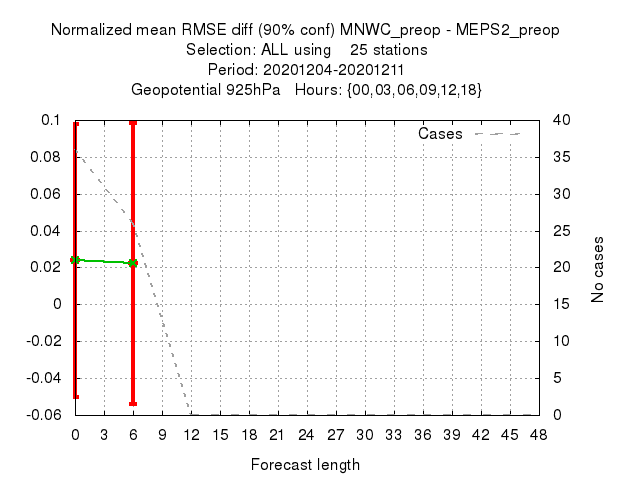 Normalized mean RMSE diff (90% conf) MNWC_preop - MEPS2_preop
Selection: ALL using    25 stations
Period: 20201204-20201211
Geopotential 925hPa   Hours: {00,03,06,09,12,18}
Cases
0.1
0.08
0.06
0.04
0.02
0
-0.02
-0.04
-0.06
40
35
30
25
20
15
10
5
0
No cases
0 3 6 9 12 15 18 21 24 27 30 33 36 39 42 45 48
Forecast length